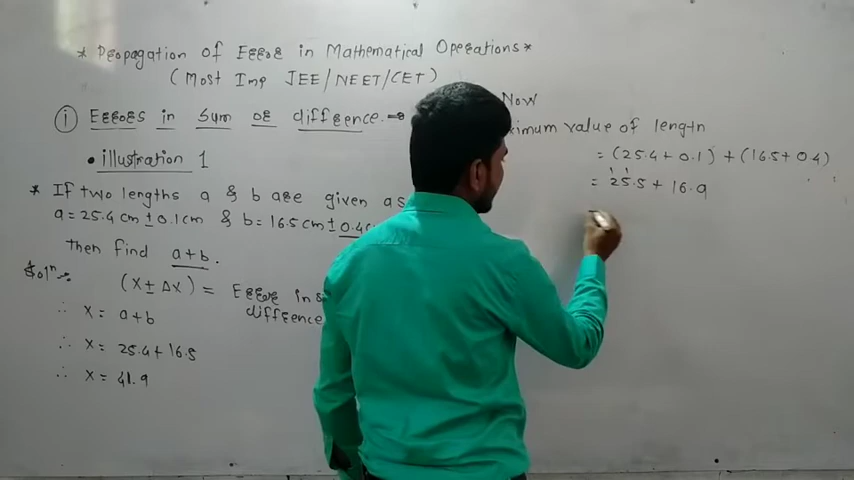 * Propagation of Error in Mathematical Operations *
(Most Imp JEE/NEET/CET)
(i) Errors in sum or difference.→
• illustration 1
* If two lengths a & b are given as
a = 25.4 cm ± 0.1 cm & b = 16.5 cm ± 0.4
then find a+b.
Solⁿ→
(X ± ΔX) = Error in
difference
∴ X = a+b
∴ X = 25.4 + 16.5
∴ X = 41.9
Now
value of length
= (25.4 + 0.1) + (16.5 + 0.4)
= 25.5 + 16.9